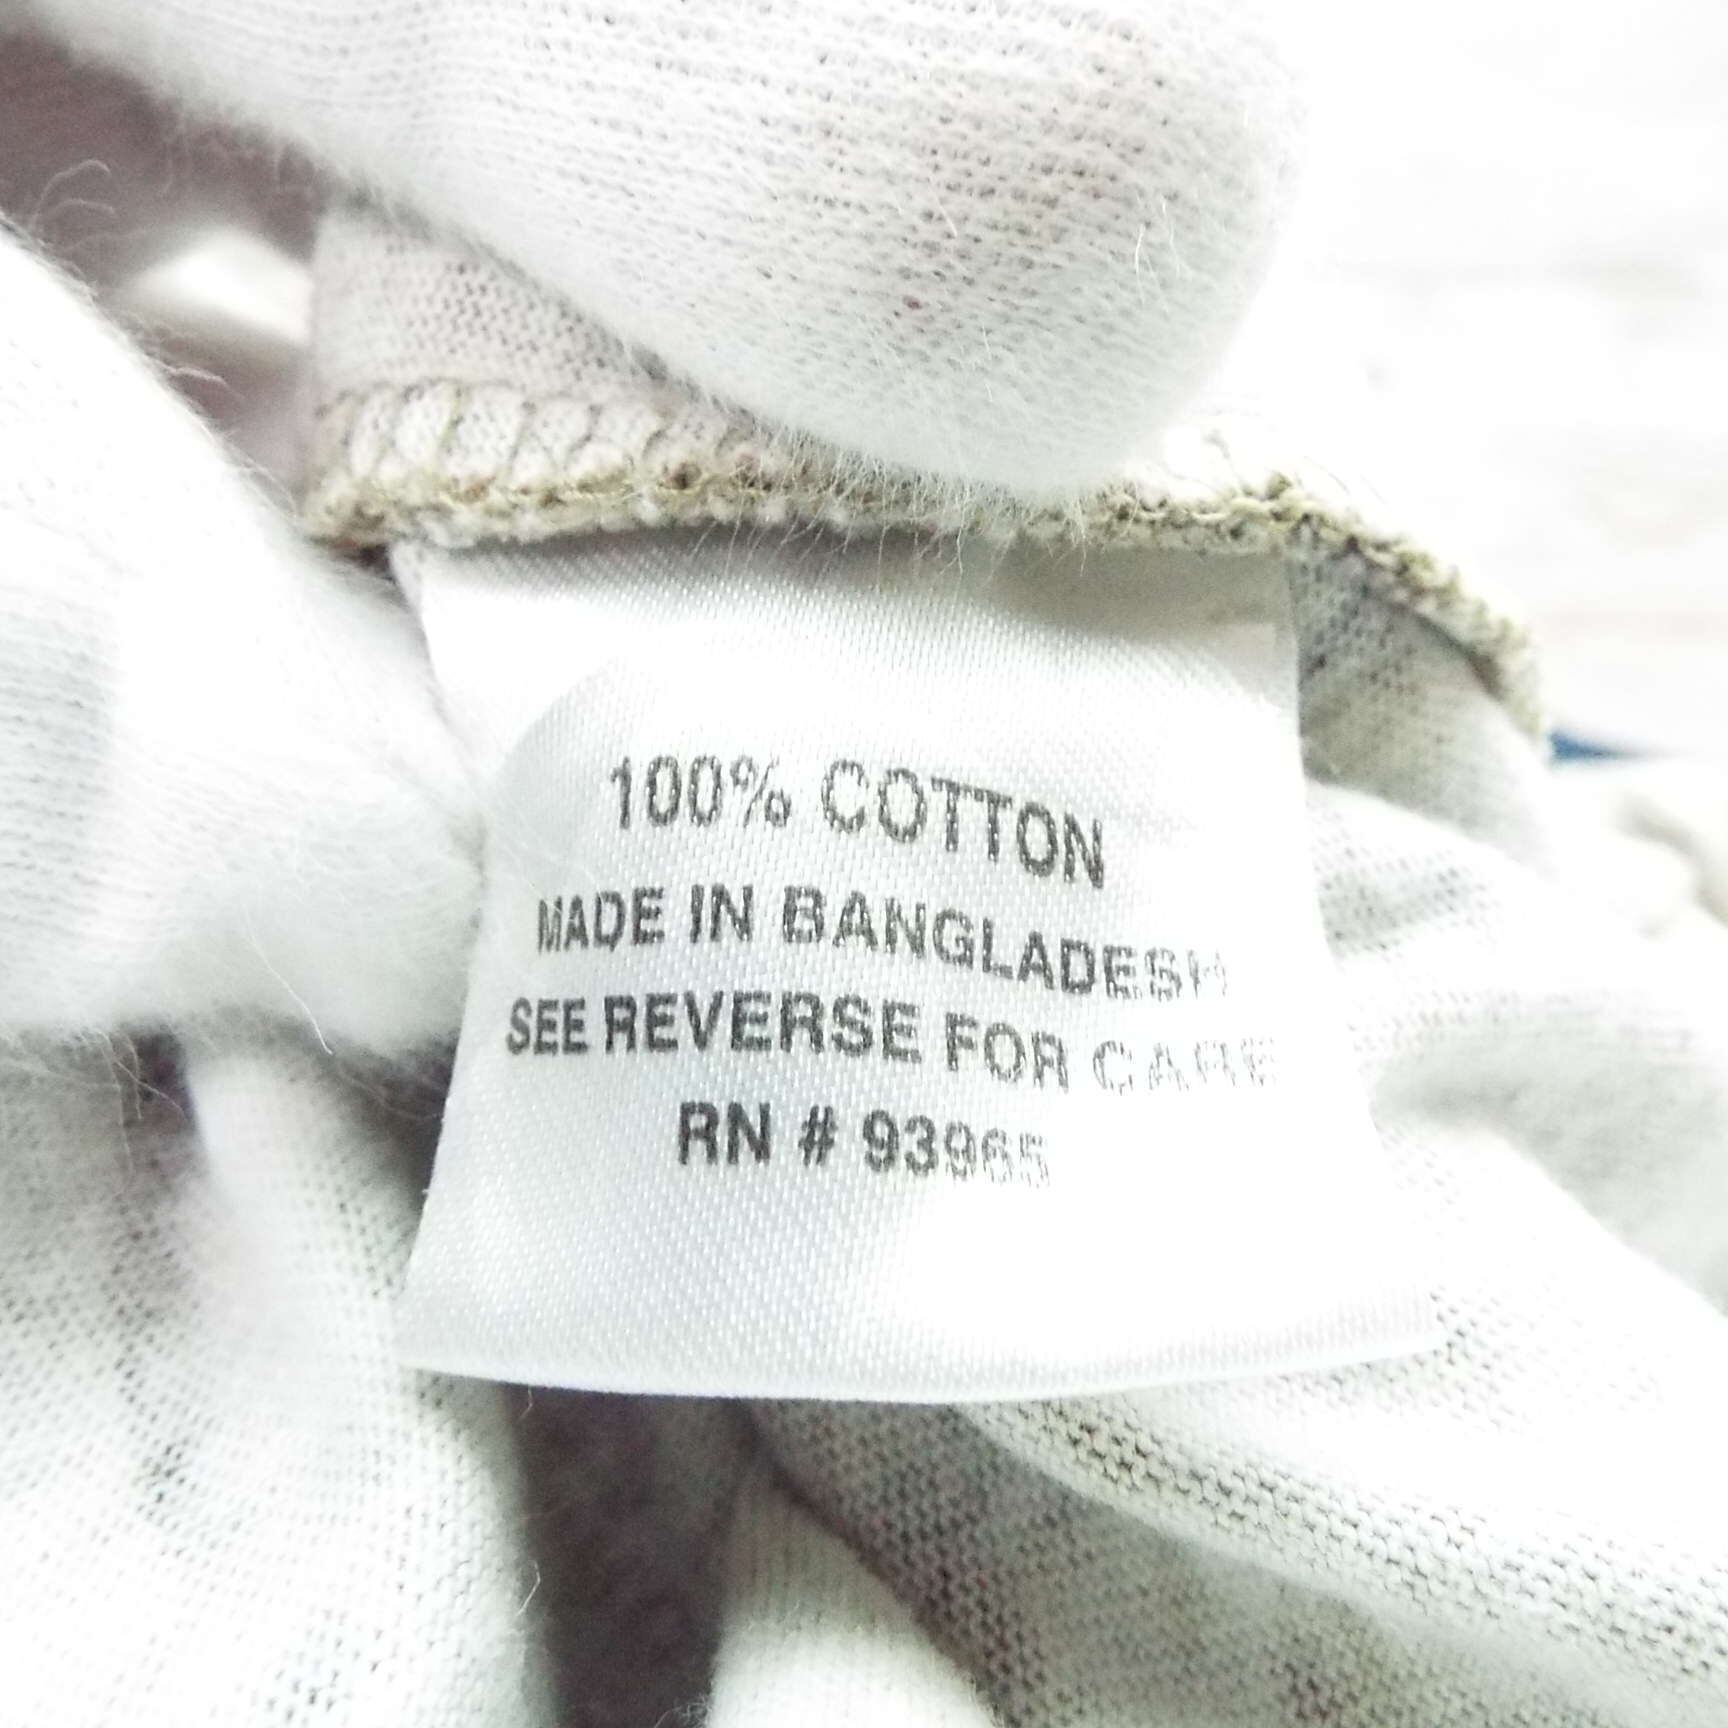 100% COTTON
MADE IN BANGLADESH
SEE REVERSE FOR CARE
RN # 93965